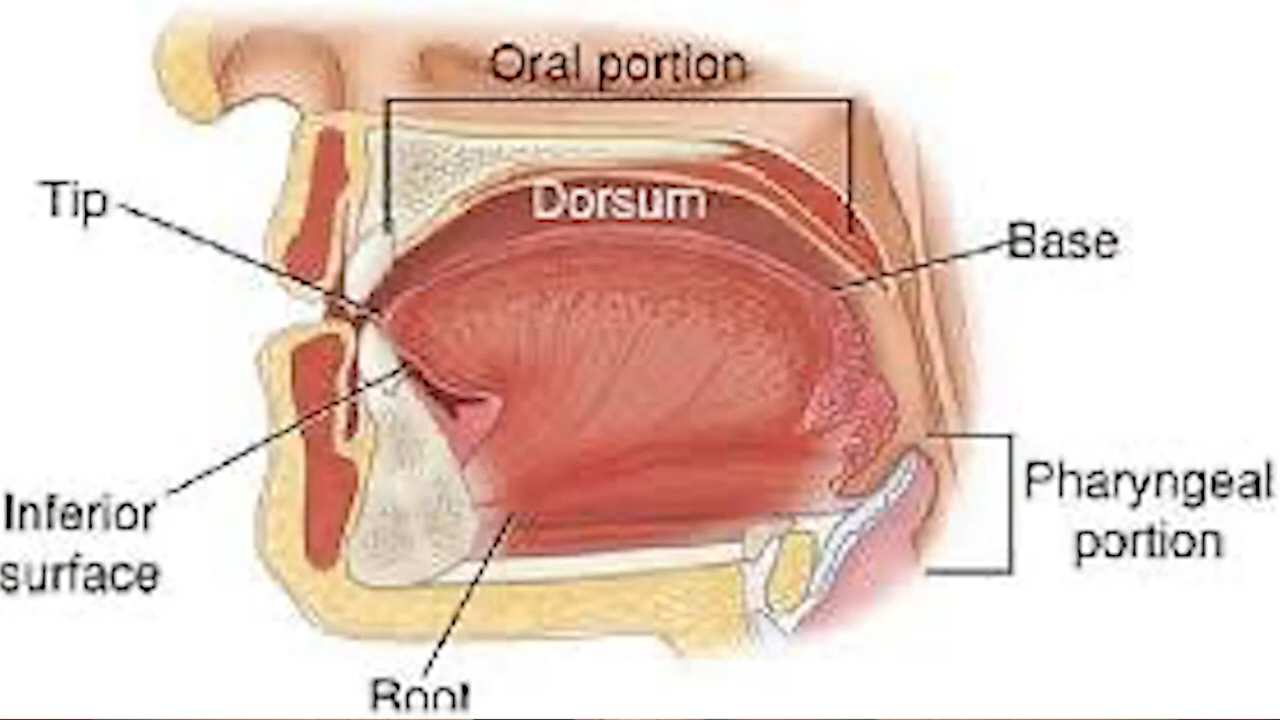 Oral portion
Dorsum
Tip
Base
Inferior
surface
Pharyngeal
portion
Root